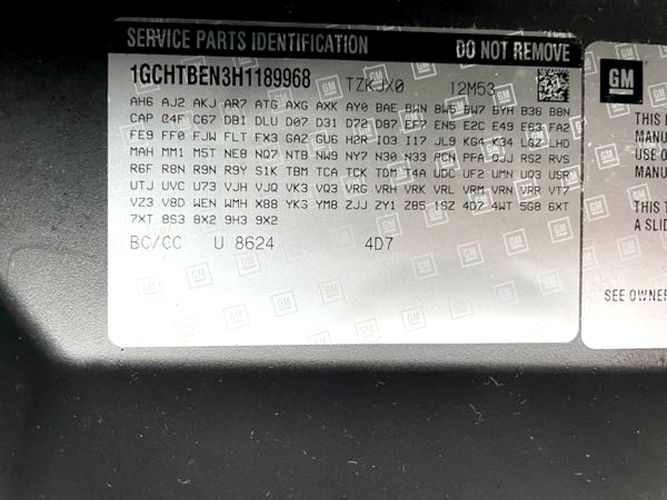 SERVICE PARTS IDENTIFICATION DO NOT REMOVE
1GCHTBEN3H1189968 TZKJX0 I2M53
AH6 AJ2 AKJ AR7 ATG AXG AXK AY0 BAE BWN BW5 BW7 BYH B38 B8N
CAP C4F C67 DBI DLU D07 D31 D72 D87 EF7 EN5 E2C E49 E63 FA2
FE9 FF0 FJW FLT FX3 GAZ GU6 H2R IO3 I17 JL9 KG4 K34 LGZ LHD
MAH MM1 M5T NE8 NQ7 NTB NW9 NY7 N30 N33 PCN PFA QJJ RS2 RVS
R6F R8N R9N R9Y S1K TBM TCA TCK TDM T4A UDC UF2 UMN UQ3 USR
UTJ UVC U73 VJH VJQ VK3 VQ3 VRG VRH VRK VRL VRM VRN VRR VT7
VZ3 V8D WEN WMH X88 YK3 YM8 ZJJ ZY1 Z85 1SZ 4D7 4WT 5G8 6XT
7XT 8S3 8X2 9H3 9X2
BC/CC U 8624 4D7
GM
THIS
MANU
USE O
MANU
THIS T
A SLID
SEE OWNER